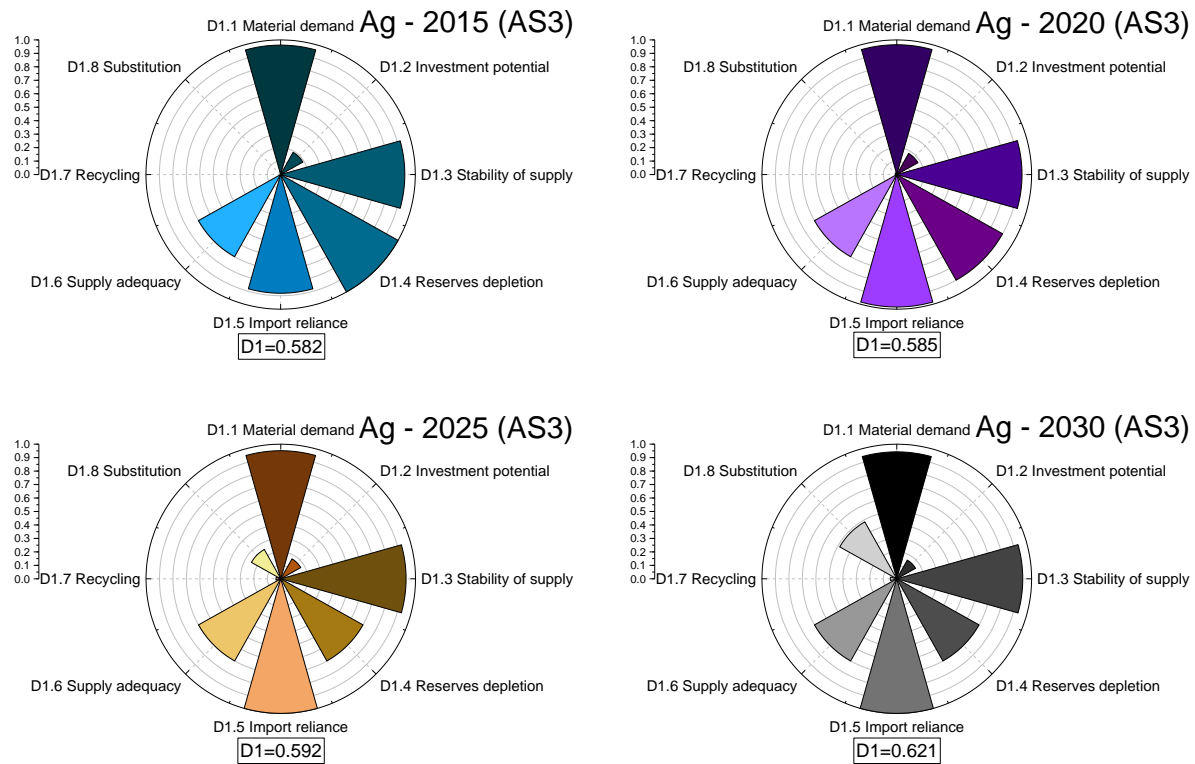 Ag - 2015 (AS3)
D1.1 Material demand
D1.2 Investment potential
D1.3 Stability of supply
D1.4 Reserves depletion
D1.5 Import reliance
D1.6 Supply adequacy
D1.7 Recycling
D1.8 Substitution
1.0
0.9
0.8
0.7
0.6
0.5
0.4
0.3
0.2
0.1
0.0
D1=0.582
Ag - 2020 (AS3)
D1.1 Material demand
D1.2 Investment potential
D1.3 Stability of supply
D1.4 Reserves depletion
D1.5 Import reliance
D1.6 Supply adequacy
D1.7 Recycling
D1.8 Substitution
1.0
0.9
0.8
0.7
0.6
0.5
0.4
0.3
0.2
0.1
0.0
D1=0.585
Ag - 2025 (AS3)
D1.1 Material demand
D1.2 Investment potential
D1.3 Stability of supply
D1.4 Reserves depletion
D1.5 Import reliance
D1.6 Supply adequacy
D1.7 Recycling
D1.8 Substitution
1.0
0.9
0.8
0.7
0.6
0.5
0.4
0.3
0.2
0.1
0.0
D1=0.592
Ag - 2030 (AS3)
D1.1 Material demand
D1.2 Investment potential
D1.3 Stability of supply
D1.4 Reserves depletion
D1.5 Import reliance
D1.6 Supply adequacy
D1.7 Recycling
D1.8 Substitution
1.0
0.9
0.8
0.7
0.6
0.5
0.4
0.3
0.2
0.1
0.0
D1=0.621